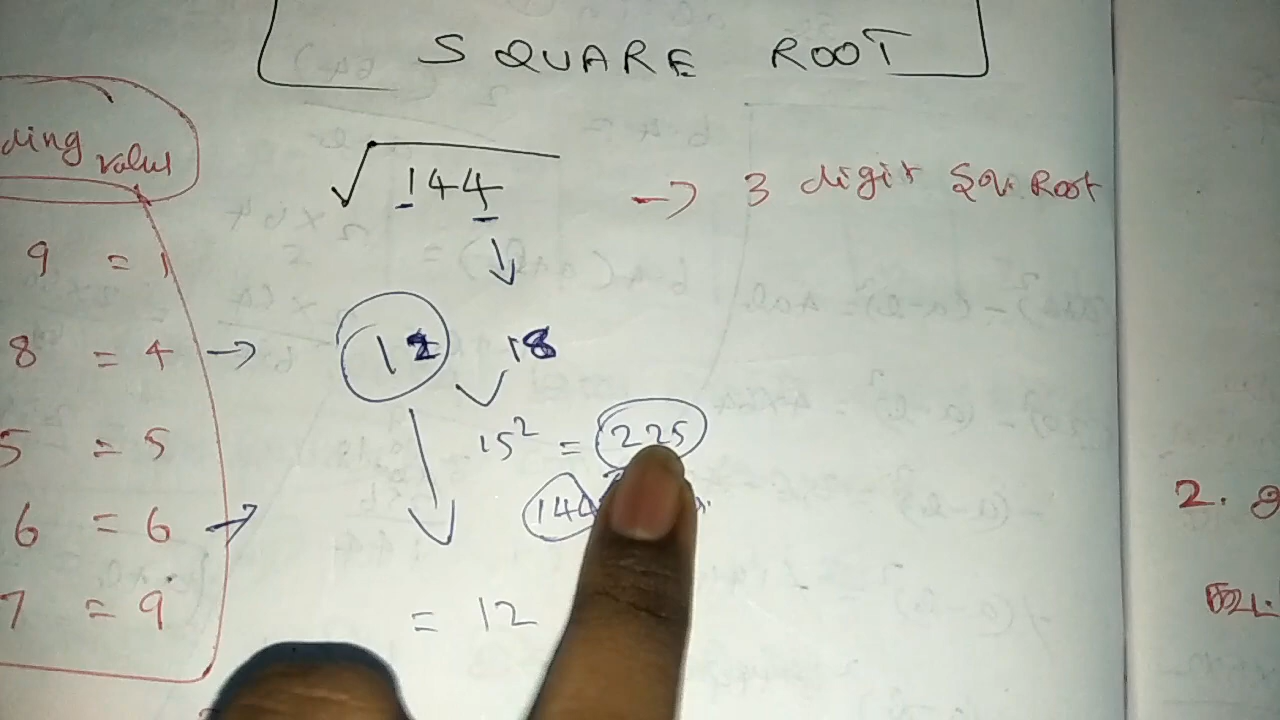 SQUARE ROOT
ding value
9 = 1
8 = 4 →
5 = 5
6 = 6 →
7 = 9
√144 → 3 digit Squ. Root
12 18
15² = 225
144
= 12
2.